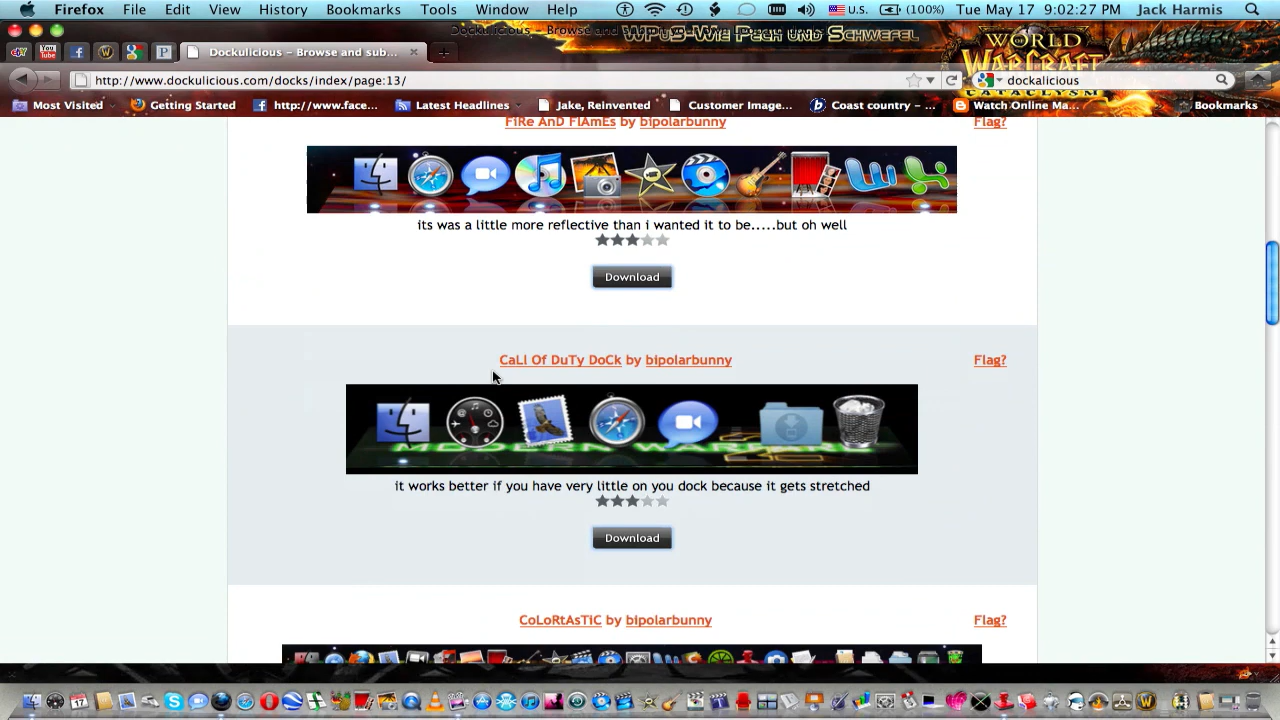 Firefox File Edit View History Bookmarks Tools Window Help U.S. (100%) Tue May 17 9:02:27 PM Jack Harmis
Dockulicious – Browse and sub... WPUS-WIE PECH UND SCHWEFEL
WORLD
WARCRAFT
CATACLYSM
http://www.dockulicious.com/docks/index/page:13/ dockalicious
Most Visited Getting Started http://www.face... Latest Headlines Jake, Reinvented Customer Image... Coast country – ... Watch Online Ma... Bookmarks
FiRe AnD FlAmEs by bipolarbunny Flag?
its was a little more reflective than i wanted it to be.....but oh well
Download
CaLl Of DuTy DoCk by bipolarbunny Flag?
MODERN WARFARE
it works better if you have very little on you dock because it gets stretched
Download
CoLoRtAsTiC by bipolarbunny Flag?